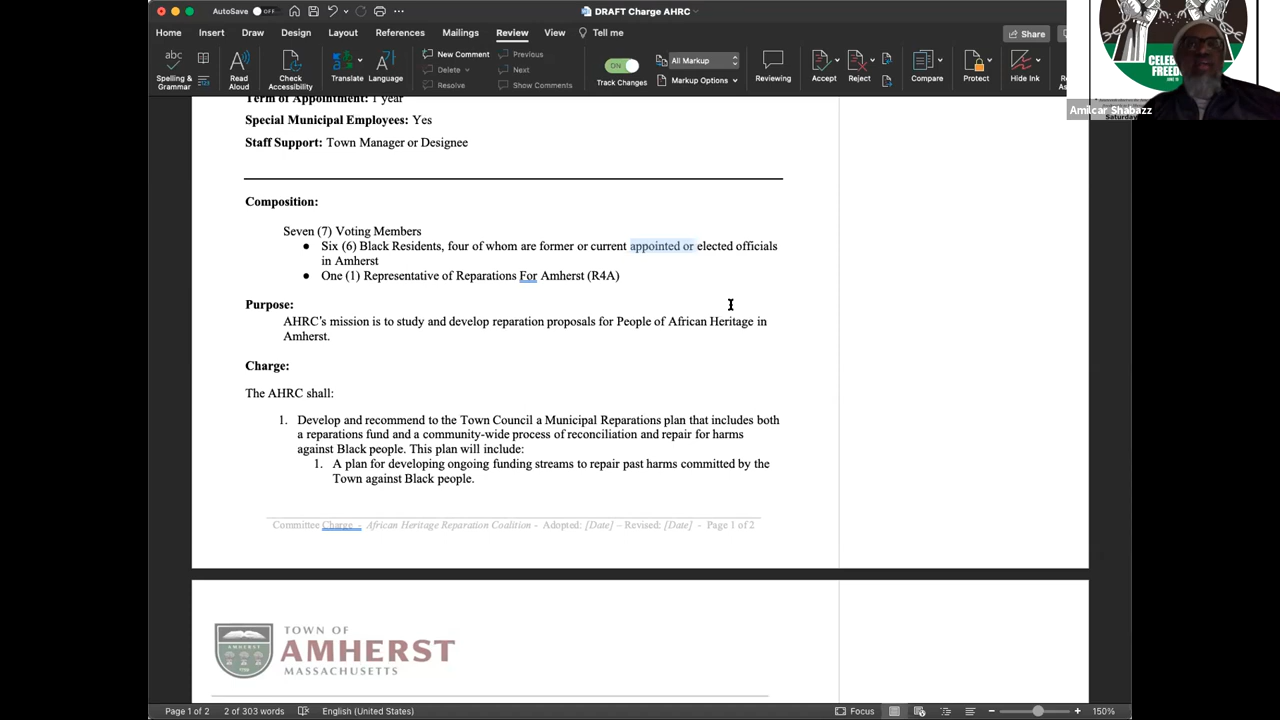 AutoSave OFF
DRAFT Charge AHRC
Home Insert Draw Design Layout References Mailings Review View Tell me
Share
Spelling & Grammar
Read Aloud
Check Accessibility
Translate
Language
New Comment
Delete
Resolve
Previous
Next
Show Comments
ON
Track Changes
All Markup
Markup Options
Reviewing
Accept
Reject
Compare
Protect
Hide Ink
CELEB
FREED
Amilcar Shabazz
Saturday
Term of Appointment: 1 year
Special Municipal Employees: Yes
Staff Support: Town Manager or Designee
Composition:
Seven (7) Voting Members
● Six (6) Black Residents, four of whom are former or current appointed or elected officials
in Amherst
● One (1) Representative of Reparations For Amherst (R4A)
Purpose:
AHRC's mission is to study and develop reparation proposals for People of African Heritage in
Amherst.
Charge:
The AHRC shall:
1. Develop and recommend to the Town Council a Municipal Reparations plan that includes both
a reparations fund and a community-wide process of reconciliation and repair for harms
against Black people. This plan will include:
1. A plan for developing ongoing funding streams to repair past harms committed by the
Town against Black people.
Committee Charge - African Heritage Reparation Coalition - Adopted: [Date] – Revised: [Date] - Page 1 of 2
TOWN OF
AMHERST
MASSACHUSETTS
Page 1 of 2 2 of 303 words English (United States) Focus 150%